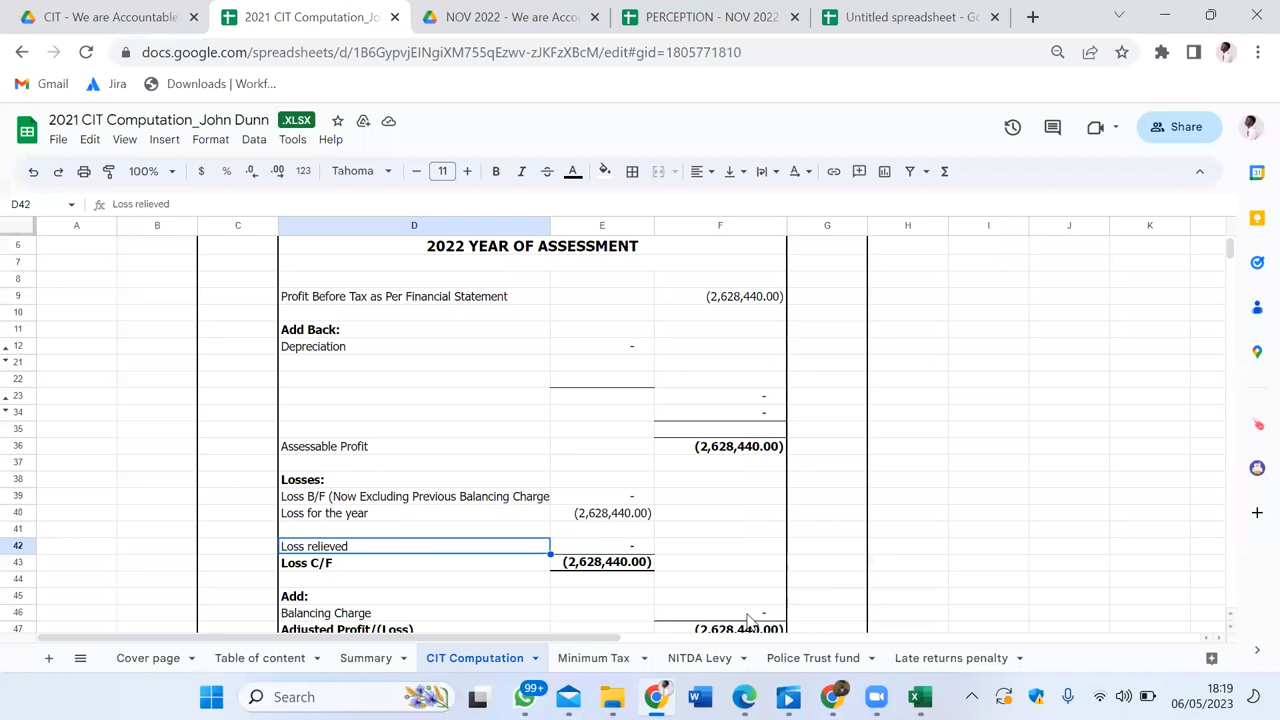 CIT - We are Accountable
2021 CIT Computation_Jo
NOV 2022 - We are Acco
PERCEPTION - NOV 2022
Untitled spreadsheet - Go
docs.google.com/spreadsheets/d/1B6GypvjEINgiXM755qEzwv-zJKFzXBcM/edit#gid=1805771810
Gmail
Jira
Downloads | Workf...
2021 CIT Computation_John Dunn .XLSX
File Edit View Insert Format Data Tools Help
Share
100% $ % .0 .00 123 Tahoma 11 B I A Σ
D42 fx Loss relieved
A B C D E F G H I J K
6 2022 YEAR OF ASSESSMENT
7
8
9 Profit Before Tax as Per Financial Statement (2,628,440.00)
10
11 Add Back:
12 Depreciation -
21
22
23 -
34 -
35
36 Assessable Profit (2,628,440.00)
37
38 Losses:
39 Loss B/F (Now Excluding Previous Balancing Charge -
40 Loss for the year (2,628,440.00)
41
42 Loss relieved -
43 Loss C/F (2,628,440.00)
44
45 Add:
46 Balancing Charge -
47 Adjusted Profit/(Loss) (2,628,440.00)
Cover page Table of content Summary CIT Computation Minimum Tax NITDA Levy Police Trust fund Late returns penalty
Search
99+
18:19
06/05/2023